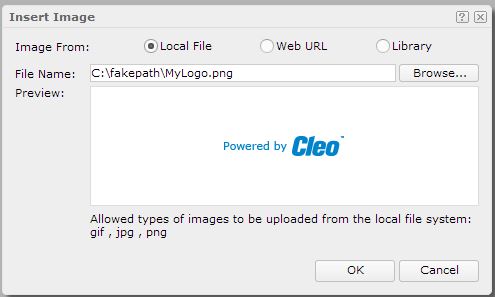 Insert Image
Image From: Local File Web URL Library
File Name: C:\fakepath\MyLogo.png Browse...
Preview:
Powered by Cleo™
Allowed types of images to be uploaded from the local file system:
gif , jpg , png
OK Cancel